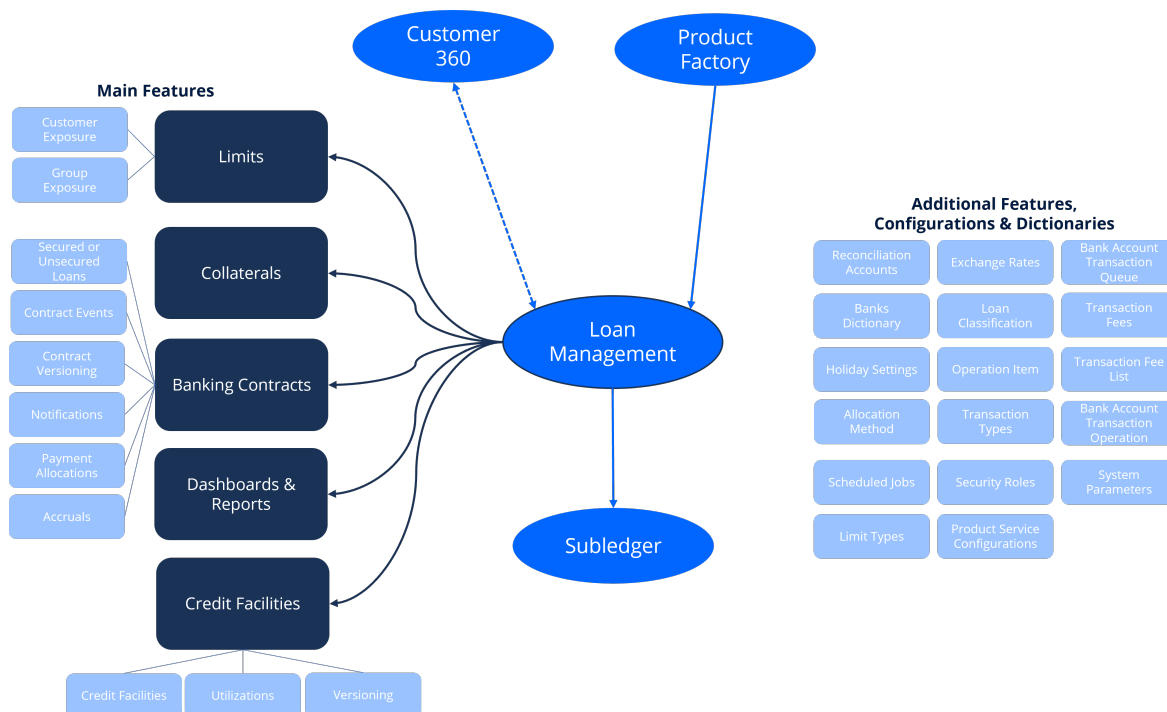 Customer
360
Product
Factory
Main Features
Customer
Exposure
Group
Exposure
Limits
Secured or
Unsecured
Loans
Contract Events
Contract
Versioning
Notifications
Payment
Allocations
Accruals
Collaterals
Banking Contracts
Dashboards &
Reports
Credit Facilities
Credit Facilities
Utilizations
Versioning
Loan
Management
Subledger
Additional Features,
Configurations & Dictionaries
Reconciliation
Accounts
Exchange Rates
Bank Account
Transaction
Queue
Banks
Dictionary
Loan
Classification
Transaction
Fees
Holiday Settings
Operation Item
Transaction Fee
List
Allocation
Method
Transaction
Types
Bank Account
Transaction
Operation
Scheduled Jobs
Security Roles
System
Parameters
Limit Types
Product Service
Configurations